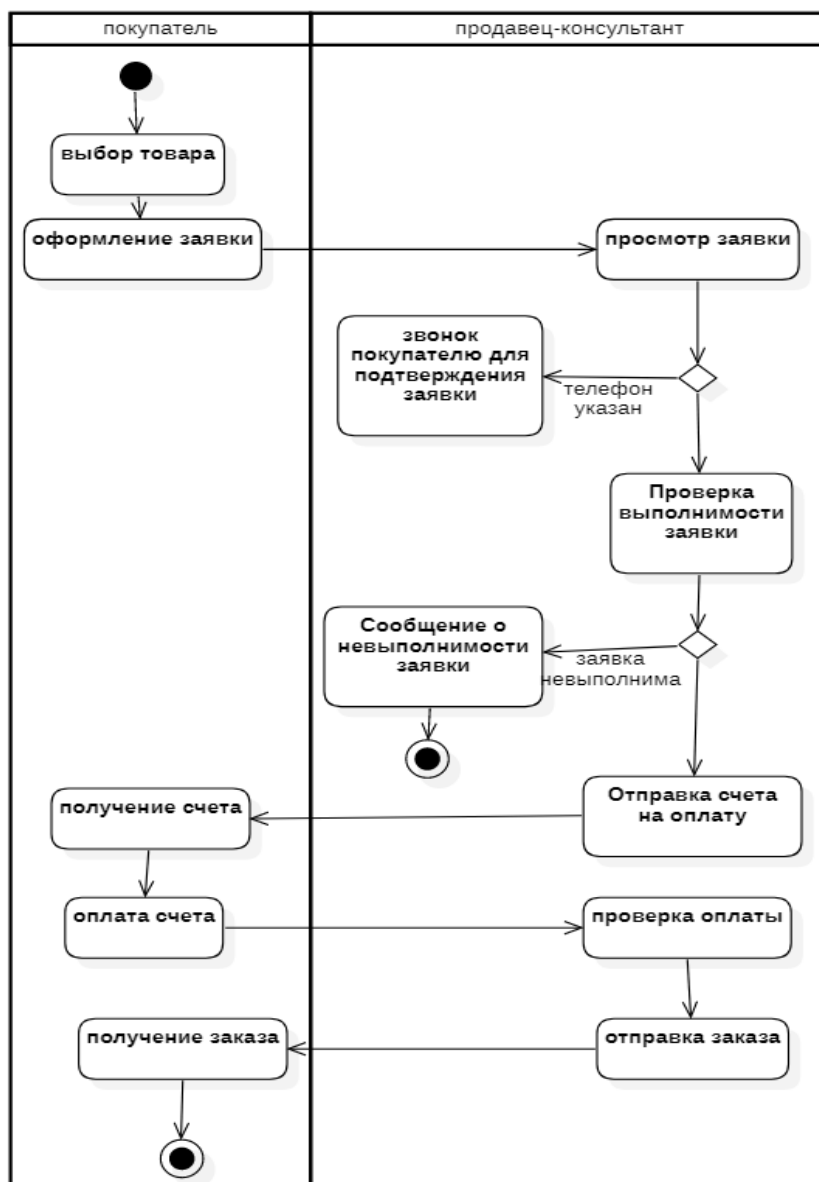 покупатель
продавец-консультант
выбор товара
оформление заявки
просмотр заявки
звонок
покупателю для
подтверждения
заявки
телефон
указан
Проверка
выполнимости
заявки
Сообщение о
невыполнимости
заявки
заявка
невыполнима
получение счета
Отправка счета
на оплату
оплата счета
проверка оплаты
получение заказа
отправка заказа